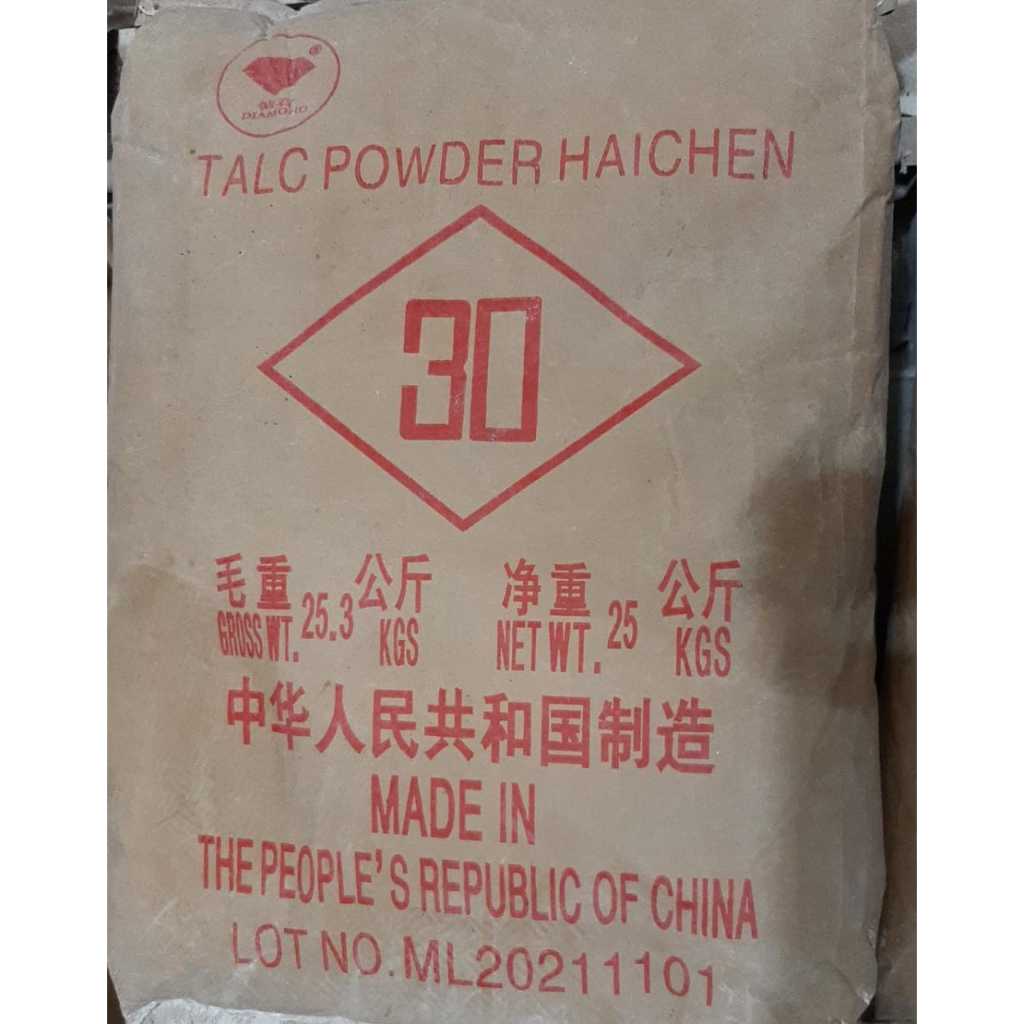 ®
DIAMOND
TALC POWDER HAICHEN
30
毛重 25.3 公斤 净重 25 公斤
GROSS WT. KGS NET WT. KGS
中华人民共和国制造
MADE IN
THE PEOPLE'S REPUBLIC OF CHINA
LOT NO. ML20211101